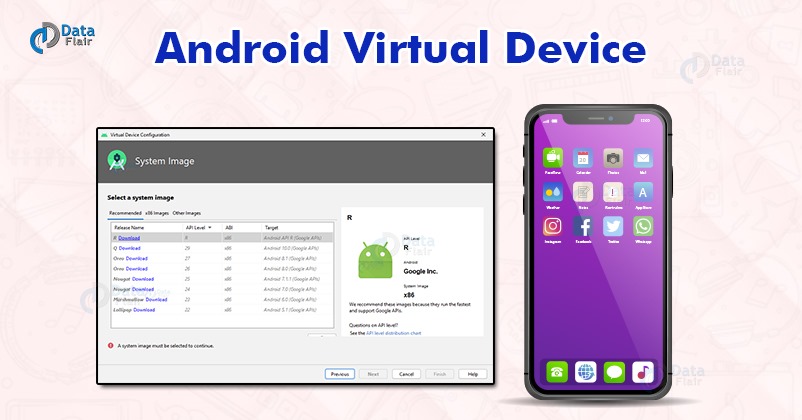 Data
Flair
Android Virtual Device
Data
Flair
Virtual Device Configuration
System Image
Select a system image
Recommended x86 Images Other Images
Release Name API Level ABI Target
R Download R x86 Android API R (Google APIs)
Q Download 29 x86 Android 10.0 (Google APIs)
Oreo Download 27 x86 Android 8.1 (Google APIs)
Oreo Download 26 x86 Android 8.0 (Google APIs)
Nougat Download 25 x86 Android 7.1.1 (Google APIs)
Nougat Download 24 x86 Android 7.0 (Google APIs)
Marshmallow Download x86 Android 6.0 (Google APIs)
Lollipop Download 22 x86 Android 5.1 (Google APIs)
R
API Level
R
Android
Google Inc.
System Image
x86
We recommend these images because they run the fastest
and support Google APIs.
Questions on API level?
See the API level distribution chart
A system image must be selected to continue.
Previous Next Cancel Finish Help
Facetime Calendar Photos Mail
Weather Notes App Store
Instagram Facebook Twitter Whatsapp
Data
Flair